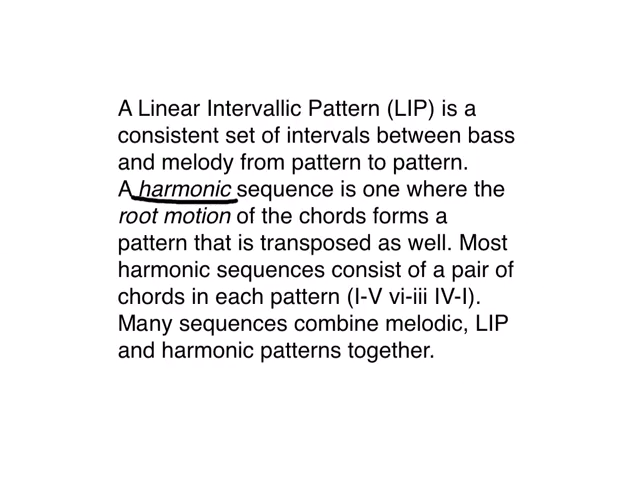 A Linear Intervallic Pattern (LIP) is a
consistent set of intervals between bass
and melody from pattern to pattern.
A harmonic sequence is one where the
root motion of the chords forms a
pattern that is transposed as well. Most
harmonic sequences consist of a pair of
chords in each pattern (I-V vi-iii IV-I).
Many sequences combine melodic, LIP
and harmonic patterns together.